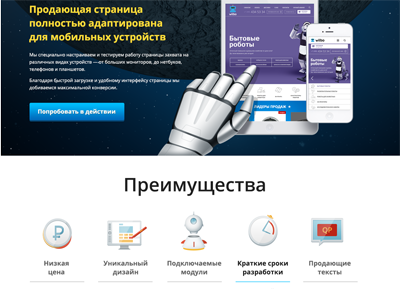 Продающая страница
полностью адаптирована
для мобильных устройств
Мы специально настраиваем и тестируем работу страницы захвата на
различных видах устройств —от больших мониторов, до нетбуков,
телефонов и планшетов.
Благодаря быстрой загрузке и удобному интерфейсу страницы мы
добиваемся максимальной конверсии.
Попробовать в действии
Бытовые
роботы
Преимущества
Низкая
цена
Уникальный
дизайн
Подключаемые
модули
Краткие сроки
разработки
QP
Продающие
тексты